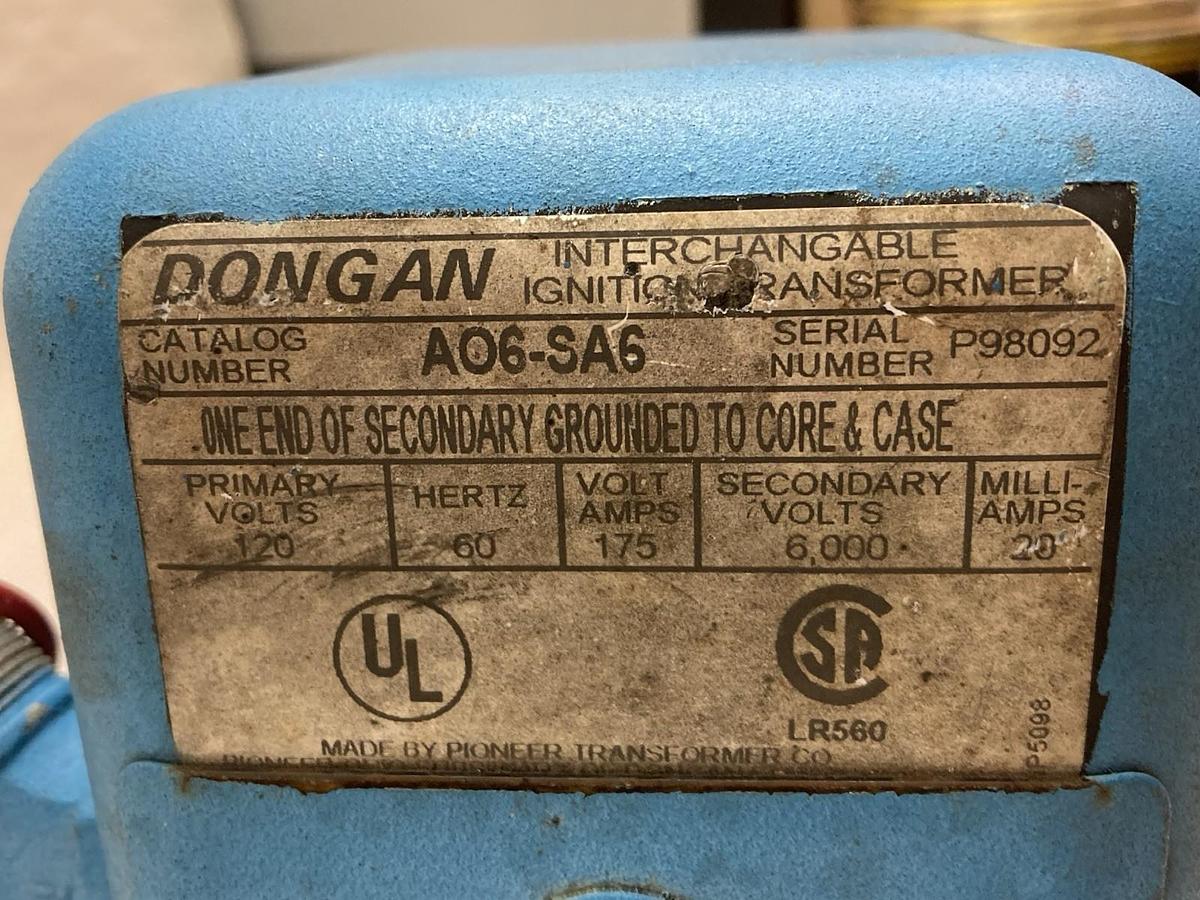 DONGAN
INTERCHANGABLE
IGNITION TRANSFORMER
CATALOG
NUMBER
AO6-SA6
SERIAL
NUMBER
P98092
ONE END OF SECONDARY GROUNDED TO CORE & CASE
PRIMARY
VOLTS
120
HERTZ
60
VOLT
AMPS
175
SECONDARY
VOLTS
6,000
MILLI-
AMPS
20
UL
SA
LR560
P5098
MADE BY PIONEER TRANSFORMER CO
PIONEER